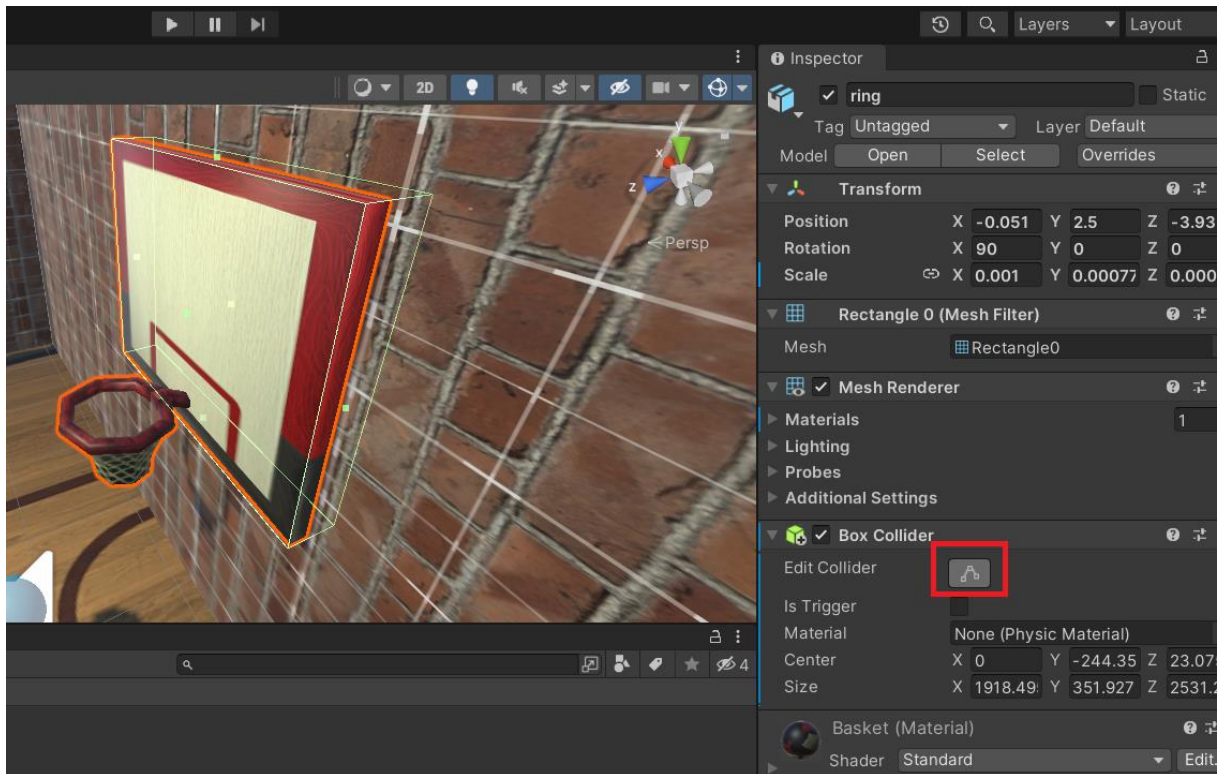 Layers
Layout
Inspector
2D
ring
Static
Tag Untagged
Layer Default
Model Open Select Overrides
y
x
z
Persp
Transform
Position X -0.051 Y 2.5 Z -3.93
Rotation X 90 Y 0 Z 0
Scale X 0.001 Y 0.00077 Z 0.000
Rectangle 0 (Mesh Filter)
Mesh Rectangle0
Mesh Renderer
Materials 1
Lighting
Probes
Additional Settings
Box Collider
Edit Collider
Is Trigger
Material None (Physic Material)
Center X 0 Y -244.35 Z 23.07
Size X 1918.49 Y 351.927 Z 2531.2
4
Basket (Material)
Shader Standard Edit.